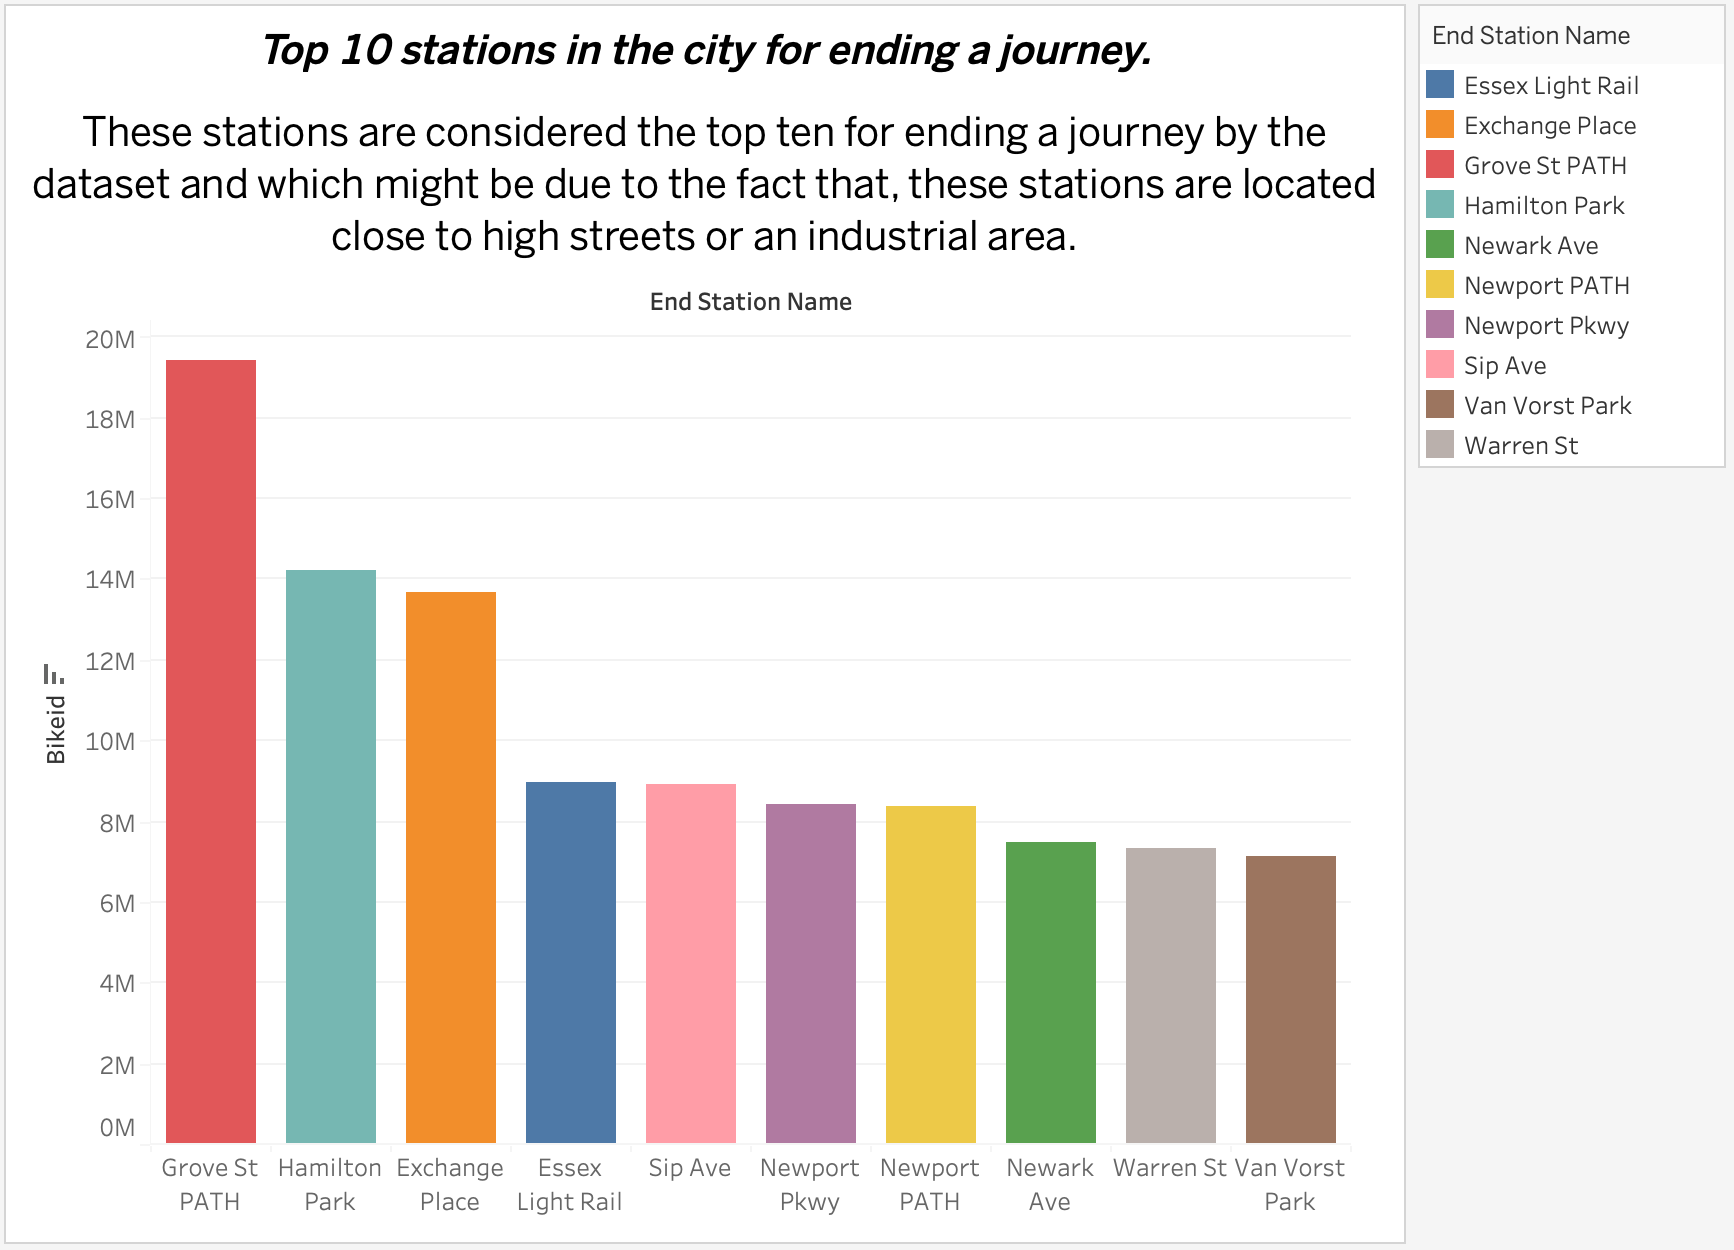 Top 10 stations in the city for ending a journey.
These stations are considered the top ten for ending a journey by the
dataset and which might be due to the fact that, these stations are located
close to high streets or an industrial area.
End Station Name
20M
18M
16M
14M
12M
10M
8M
6M
4M
2M
0M
Bikeid
Grove St
PATH
Hamilton
Park
Exchange
Place
Essex
Light Rail
Sip Ave
Newport
Pkwy
Newport
PATH
Newark
Ave
Warren St
Van Vorst
Park
End Station Name
Essex Light Rail
Exchange Place
Grove St PATH
Hamilton Park
Newark Ave
Newport PATH
Newport Pkwy
Sip Ave
Van Vorst Park
Warren St